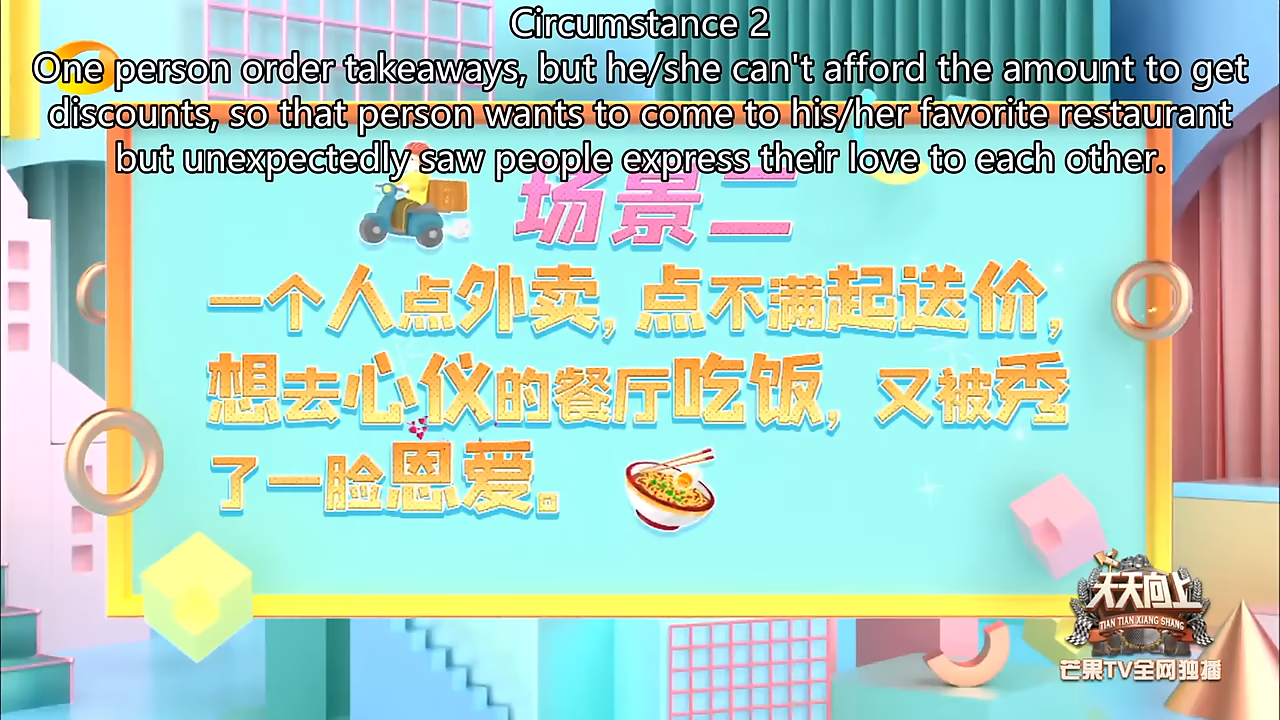 Circumstance 2
One person order takeaways, but he/she can't afford the amount to get
discounts, so that person wants to come to his/her favorite restaurant
but unexpectedly saw people express their love to each other.
场景二
一个人点外卖，点不满起送价，
想去心仪的餐厅吃饭，又被秀
了一脸恩爱。
天天向上
TIAN TIAN XIANG SHANG
芒果TV全网独播